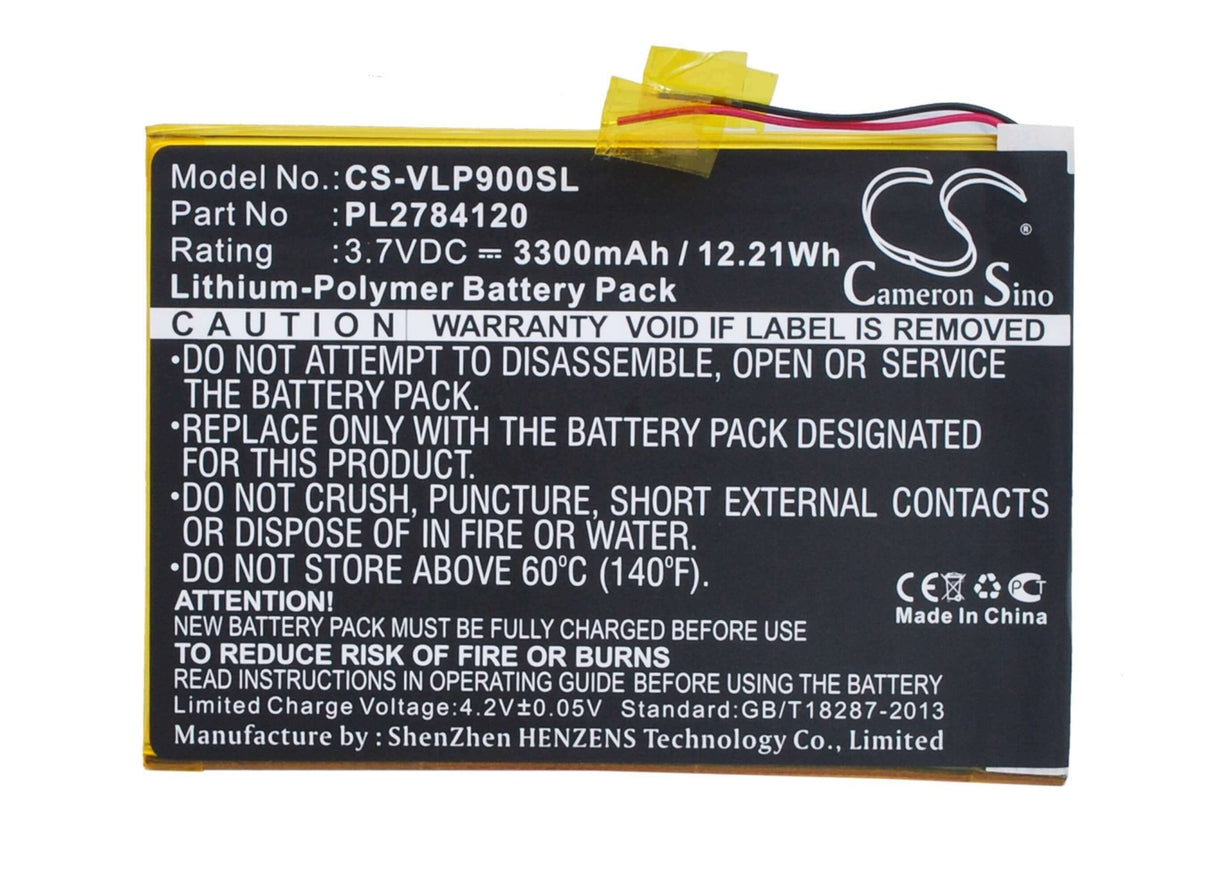 Model No.: CS-VLP900SL
Part No : PL2784120
Rating : 3.7VDC ⎓ 3300mAh / 12.21Wh
Lithium-Polymer Battery Pack
CS ®
Cameron Sino
CAUTION WARRANTY VOID IF LABEL IS REMOVED
•DO NOT ATTEMPT TO DISASSEMBLE, OPEN OR SERVICE
THE BATTERY PACK.
•REPLACE ONLY WITH THE BATTERY PACK DESIGNATED
FOR THIS PRODUCT.
•DO NOT CRUSH, PUNCTURE, SHORT EXTERNAL CONTACTS
OR DISPOSE OF IN FIRE OR WATER.
•DO NOT STORE ABOVE 60°C (140°F).
CE PCT
Made In China
ATTENTION!
NEW BATTERY PACK MUST BE FULLY CHARGED BEFORE USE
TO REDUCE RISK OF FIRE OR BURNS
READ INSTRUCTIONS IN OPERATING GUIDE BEFORE USING THE BATTERY
Limited Charge Voltage:4.2V±0.05V Standard:GB/T18287-2013
Manufacture by : ShenZhen HENZENS Technology Co., Limited